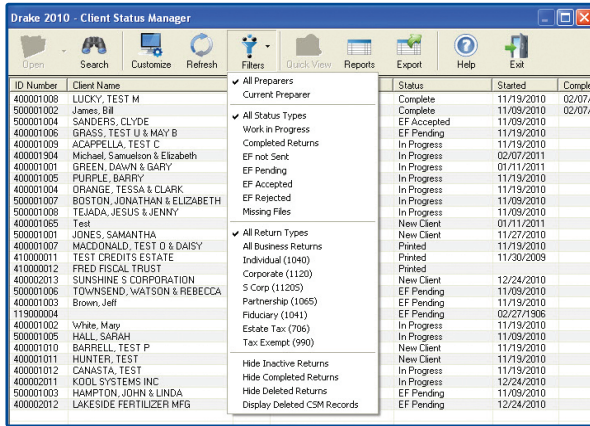 Drake 2010 - Client Status Manager
Open Search Customize Refresh Filters Quick View Reports Export Help Exit
ID Number Client Name Status Started Comple
400001008 LUCKY, TEST M Complete 11/19/2010 02/07/
500001002 James, Bill Complete 11/09/2010 02/07/
500001004 SANDERS, CLYDE EF Accepted 11/09/2010
400001006 GRASS, TEST U & MAY B EF Pending 11/19/2010
400001009 ACAPPELLA, TEST C In Progress 11/19/2010
400001904 Michael, Samuelson & Elizabeth In Progress 02/07/2011
400001001 GREEN, DAWN & GARY In Progress 01/11/2011
400001005 PURPLE, BARRY In Progress 11/19/2010
400001004 ORANGE, TESSA & CLARK In Progress 11/19/2010
500001007 BOSTON, JONATHAN & ELIZABETH In Progress 11/09/2010
500001008 TEJADA, JESUS & JENNY In Progress 11/09/2010
400001065 Test New Client 01/11/2011
500001001 JONES, SAMANTHA New Client 11/27/2010
400001007 MACDONALD, TEST O & DAISY Printed 11/19/2010
410000011 TEST CREDITS ESTATE Printed 11/30/2009
410000012 FRED FISCAL TRUST Printed
400002013 SUNSHINE S CORPORATION New Client 12/24/2010
500001006 TOWNSEND, WATSON & REBECCA EF Pending 11/09/2010
400001003 Brown, Jeff EF Pending 11/19/2010
119000004 EF Pending 02/27/1906
400001002 White, Mary In Progress 11/19/2010
500001005 HALL, SARAH In Progress 11/09/2010
400001010 BARRELL, TEST P New Client 11/19/2010
400001011 HUNTER, TEST New Client 11/19/2010
400001012 CANASTA, TEST In Progress 11/19/2010
400002011 KOOL SYSTEMS INC In Progress 12/24/2010
500001003 HAMPTON, JOHN & LINDA EF Pending 11/09/2010
400002012 LAKESIDE FERTILIZER MFG EF Pending 12/24/2010
All Preparers
Current Preparer
All Status Types
Work in Progress
Completed Returns
EF not Sent
EF Pending
EF Accepted
EF Rejected
Missing Files
All Return Types
All Business Returns
Individual (1040)
Corporate (1120)
S Corp (1120S)
Partnership (1065)
Fiduciary (1041)
Estate Tax (706)
Tax Exempt (990)
Hide Inactive Returns
Hide Completed Returns
Hide Deleted Returns
Display Deleted CSM Records